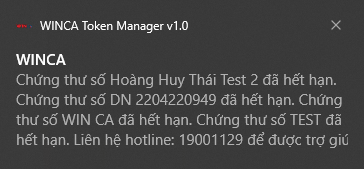 WINCA Token Manager v1.0
WINCA
Chứng thư số Hoàng Huy Thái Test 2 đã hết hạn.
Chứng thư số DN 2204220949 đã hết hạn. Chứng
thư số WIN CA đã hết hạn. Chứng thư số TEST đã
hết hạn. Liên hệ hotline: 19001129 để được trợ giú